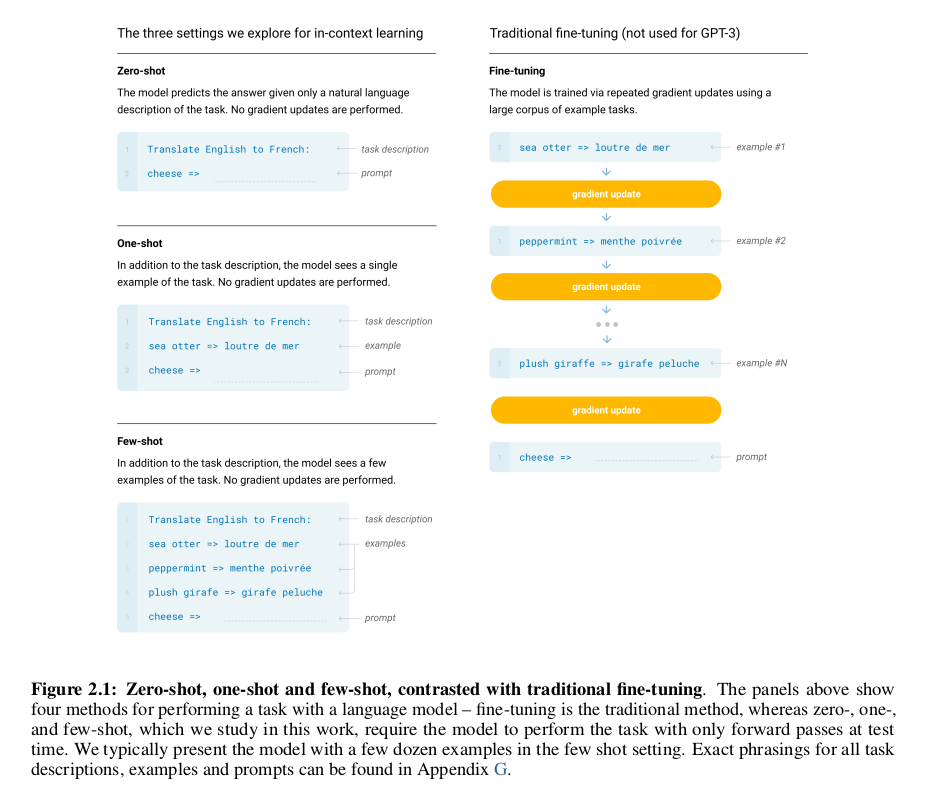 The three settings we explore for in-context learning
Zero-shot
The model predicts the answer given only a natural language
description of the task. No gradient updates are performed.
1 Translate English to French: task description
2 cheese => prompt
One-shot
In addition to the task description, the model sees a single
example of the task. No gradient updates are performed.
1 Translate English to French: task description
2 sea otter => loutre de mer example
3 cheese => prompt
Few-shot
In addition to the task description, the model sees a few
examples of the task. No gradient updates are performed.
1 Translate English to French: task description
2 sea otter => loutre de mer examples
3 peppermint => menthe poivrée
4 plush girafe => girafe peluche
5 cheese => prompt
Traditional fine-tuning (not used for GPT-3)
Fine-tuning
The model is trained via repeated gradient updates using a
large corpus of example tasks.
1 sea otter => loutre de mer example #1
gradient update
1 peppermint => menthe poivrée example #2
gradient update
1 plush giraffe => girafe peluche example #N
gradient update
1 cheese => prompt
Figure 2.1: Zero-shot, one-shot and few-shot, contrasted with traditional fine-tuning. The panels above show
four methods for performing a task with a language model – fine-tuning is the traditional method, whereas zero-, one-,
and few-shot, which we study in this work, require the model to perform the task with only forward passes at test
time. We typically present the model with a few dozen examples in the few shot setting. Exact phrasings for all task
descriptions, examples and prompts can be found in Appendix G.